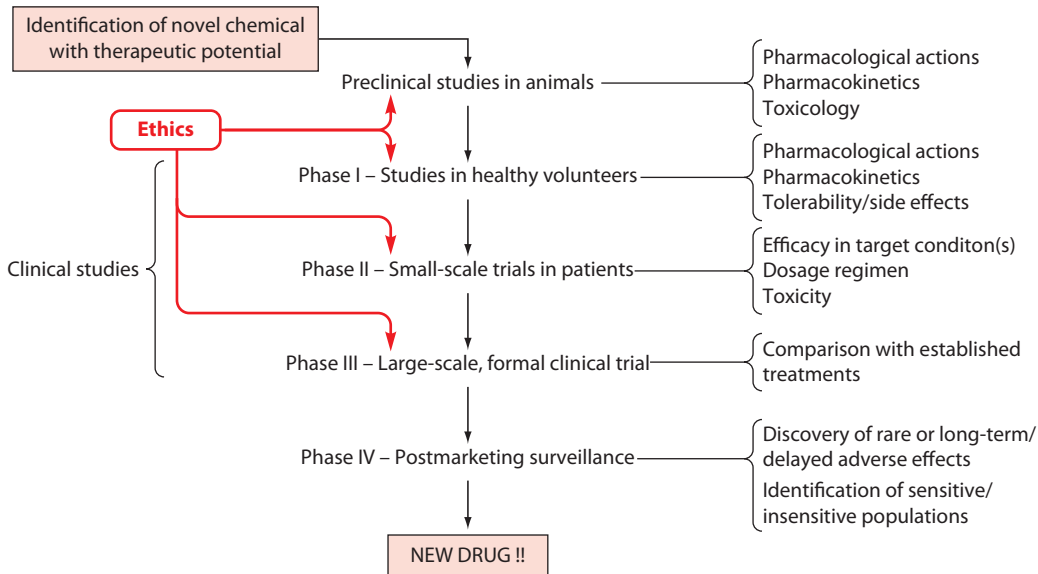 Identification of novel chemical
with therapeutic potential
Preclinical studies in animals
Pharmacological actions
Pharmacokinetics
Toxicology
Ethics
Phase I – Studies in healthy volunteers
Pharmacological actions
Pharmacokinetics
Tolerability/side effects
Clinical studies
Phase II – Small-scale trials in patients
Efficacy in target conditon(s)
Dosage regimen
Toxicity
Phase III – Large-scale, formal clinical trial
Comparison with established
treatments
Phase IV – Postmarketing surveillance
Discovery of rare or long-term/
delayed adverse effects
Identification of sensitive/
insensitive populations
NEW DRUG !!